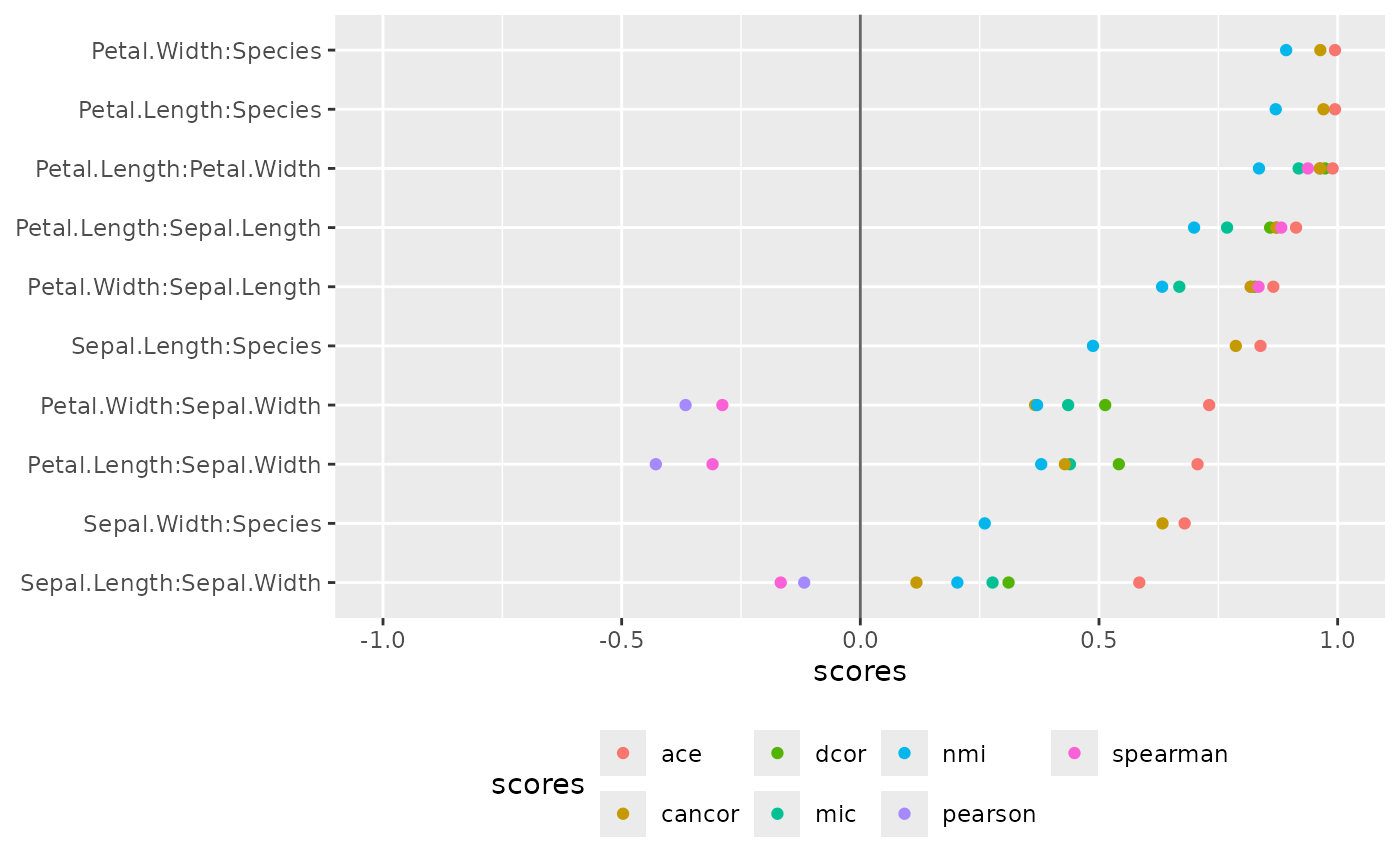 Petal.Width:Species
Petal.Length:Species
Petal.Length:Petal.Width
Petal.Length:Sepal.Length
Petal.Width:Sepal.Length
Sepal.Length:Species
Petal.Width:Sepal.Width
Petal.Length:Sepal.Width
Sepal.Width:Species
Sepal.Length:Sepal.Width
-1.0 -0.5 0.0 0.5 1.0
scores
scores
ace dcor nmi spearman
cancor mic pearson